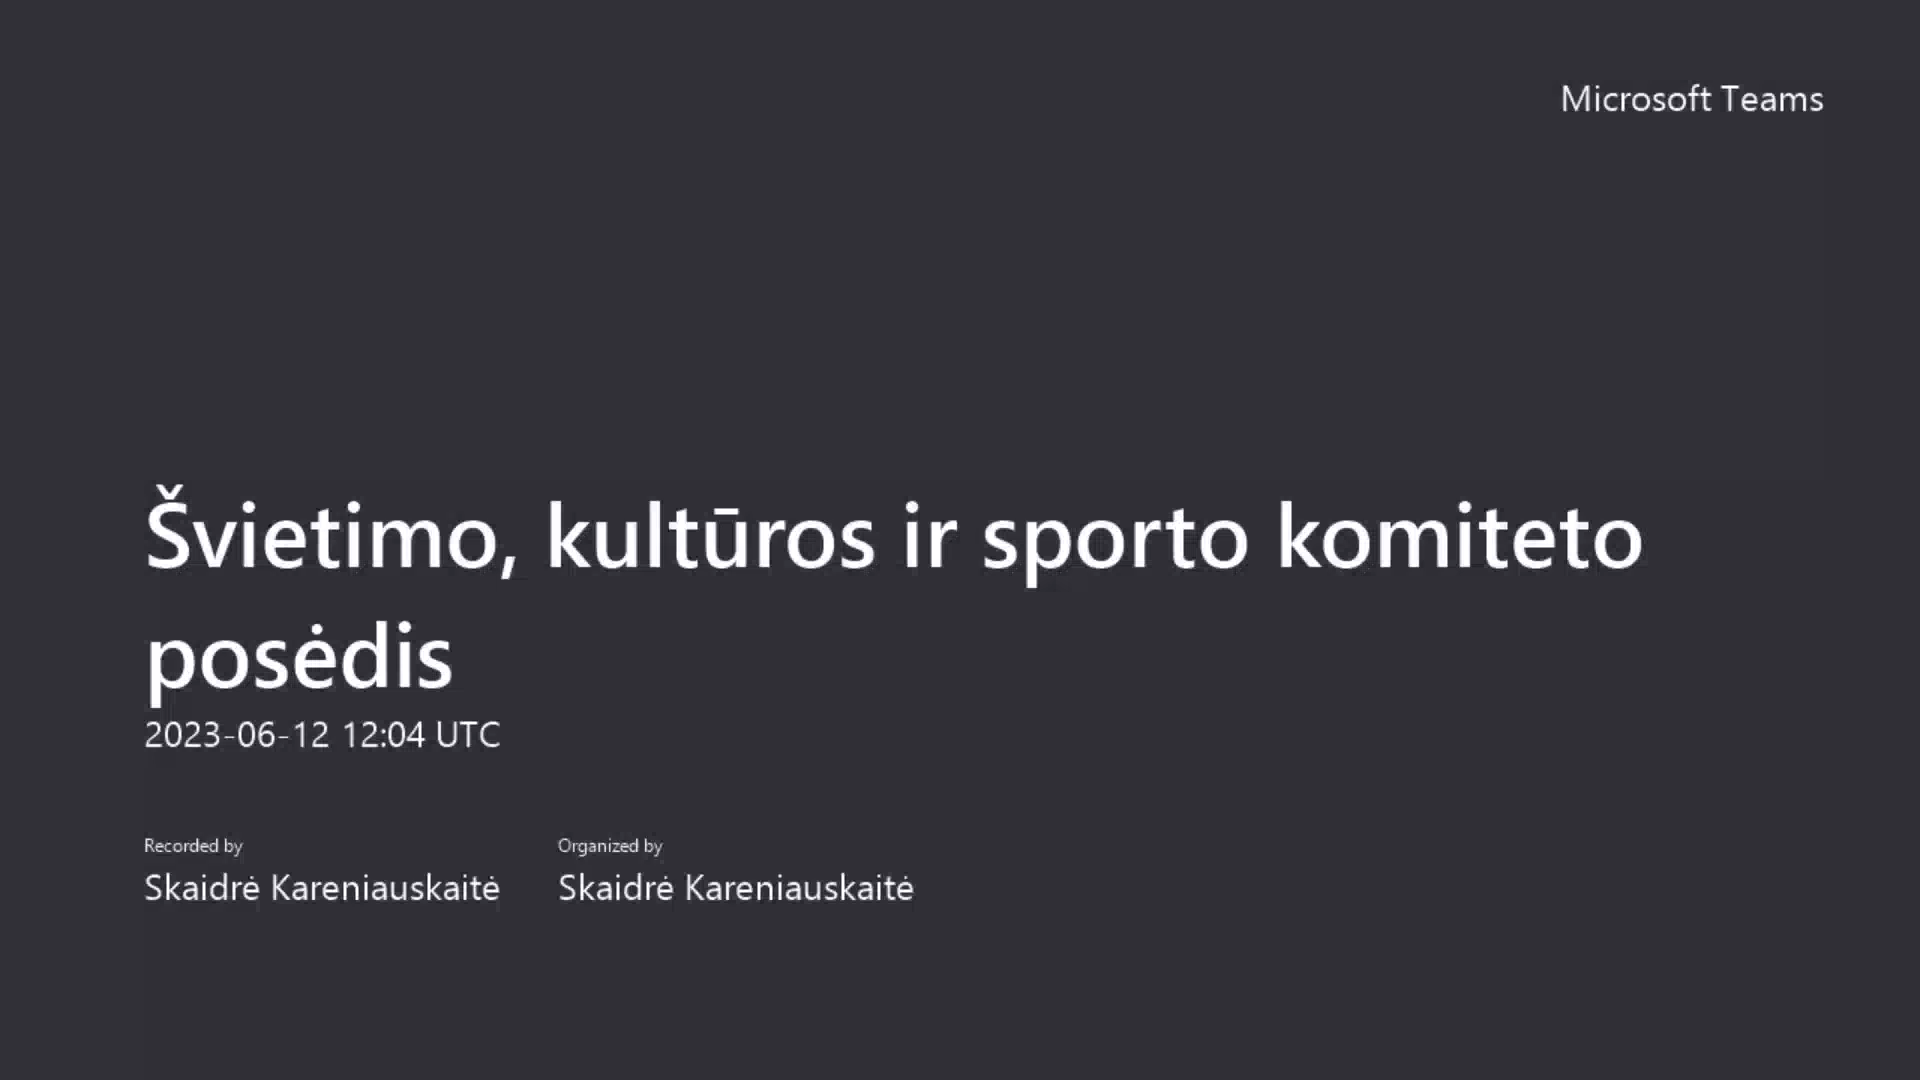 Microsoft Teams
Švietimo, kultūros ir sporto komiteto
posėdis
2023-06-12 12:04 UTC
Recorded by
Skaidrė Kareniauskaitė
Organized by
Skaidrė Kareniauskaitė